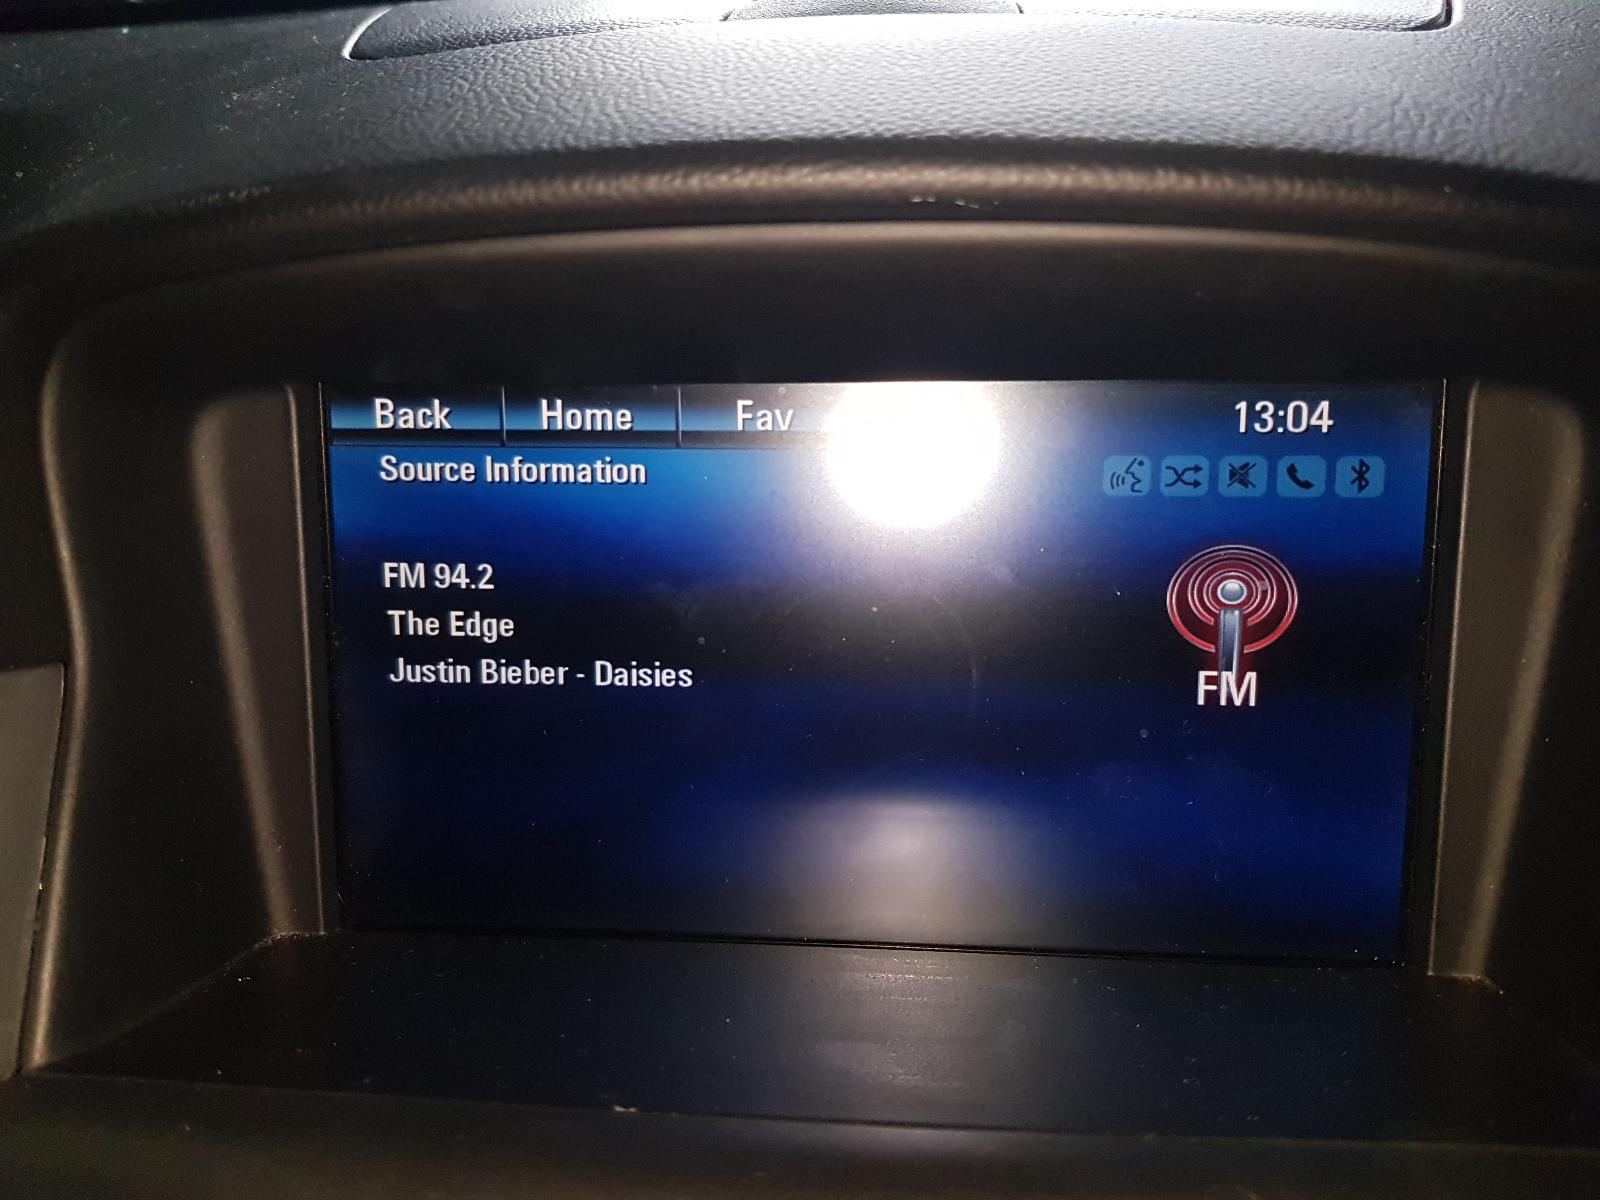 Back Home Fav 13:04
Source Information
FM 94.2
The Edge
Justin Bieber - Daisies
FM